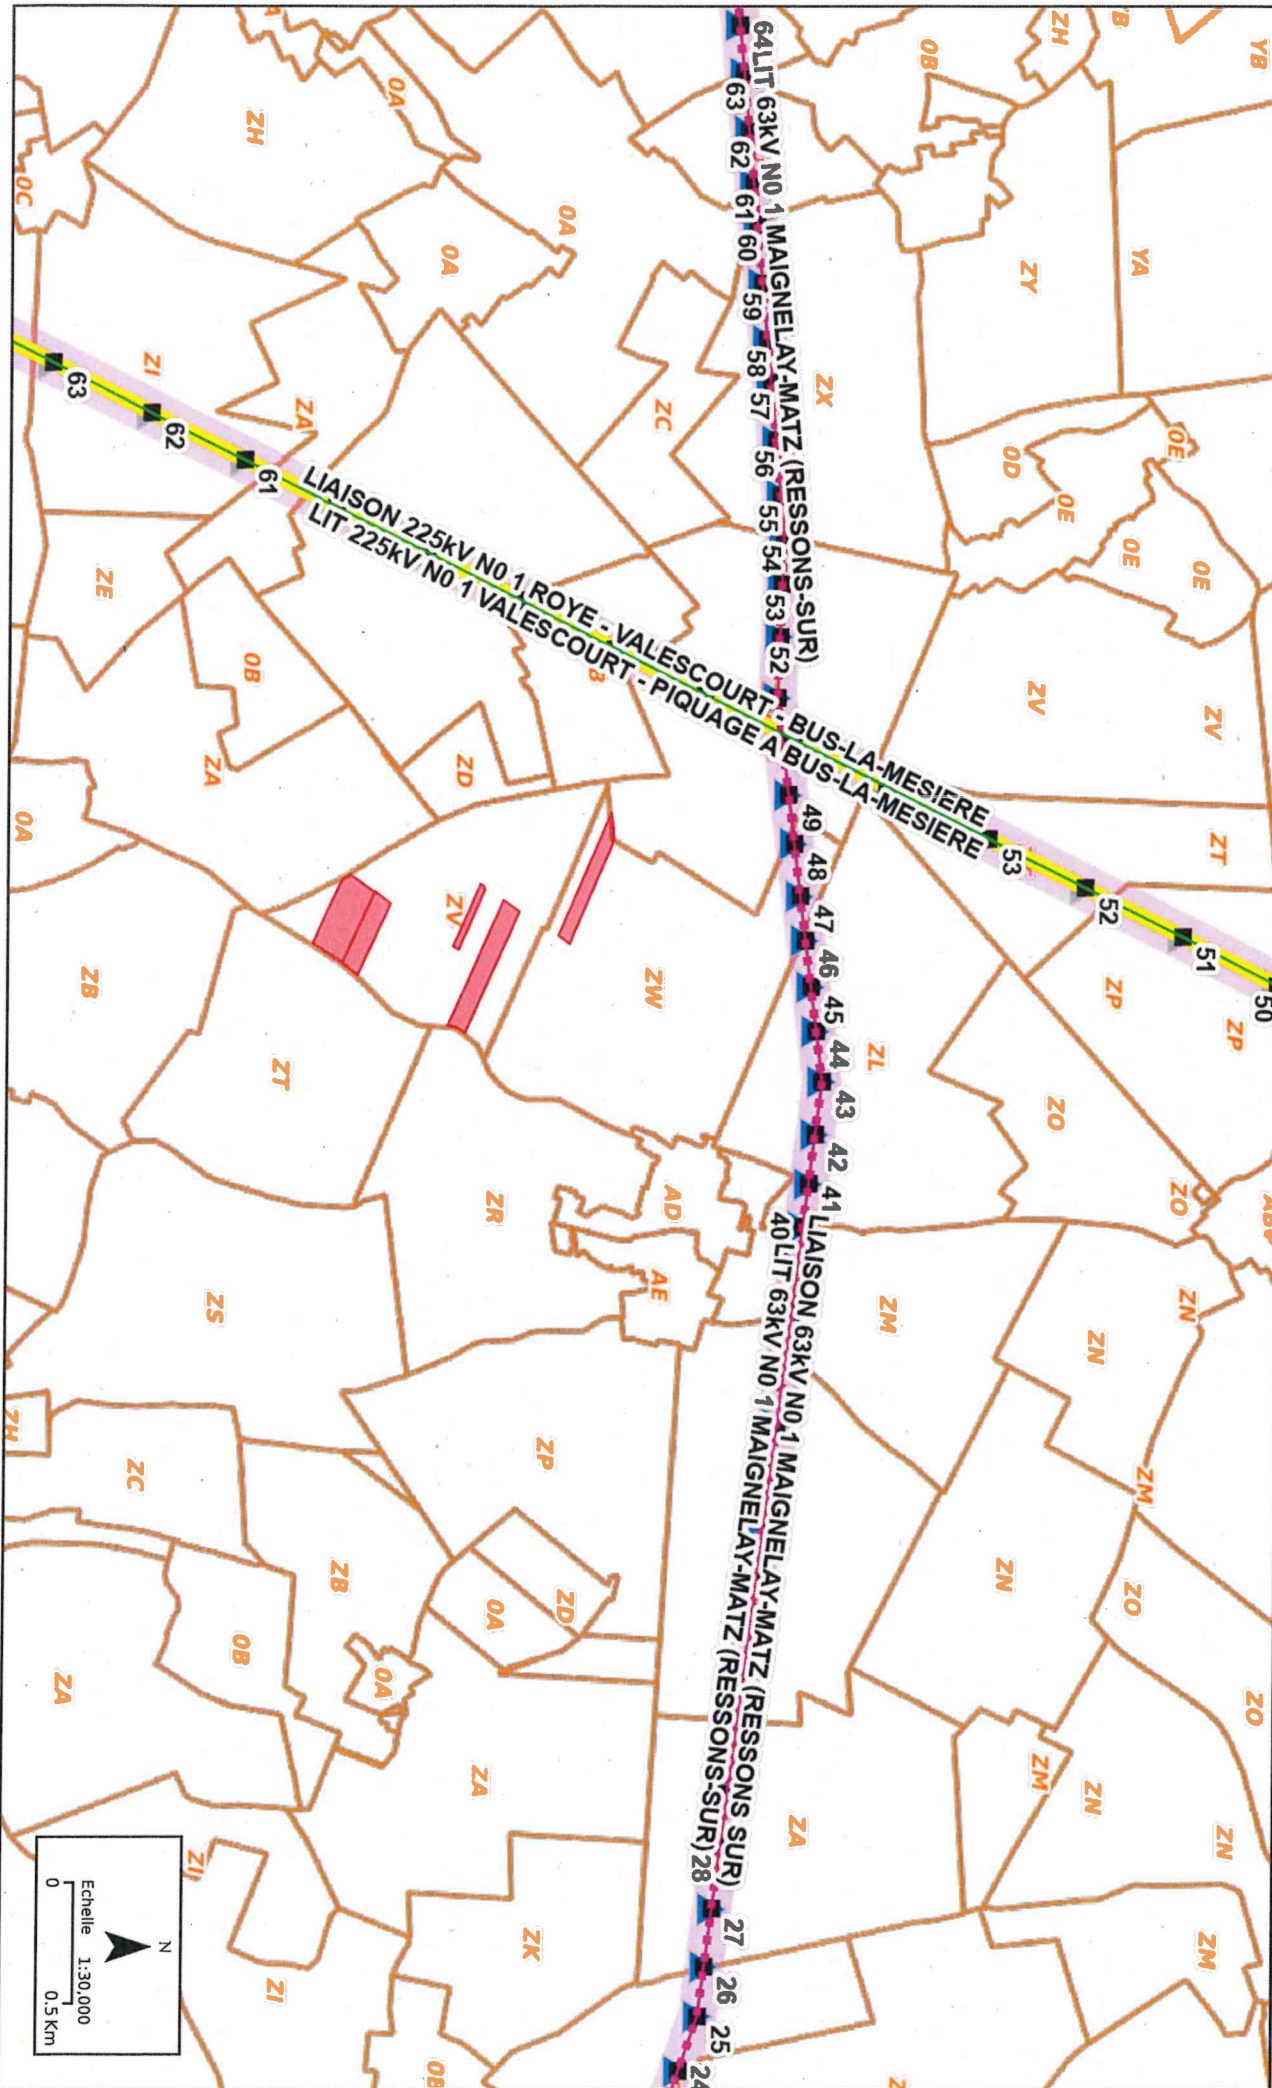 YB
ZV
ZT
50
ZP
ZO
ZN
ZO
ZN
ZM
YA
OE
OE
ZV
52
51
ZN
ZM
ZH
ZY
OD
OE
OE
53
ZP
ZO
ZN
ZO
ZN
ZM
OB
ZX
ZL
ZM
ZN
ZA
64 LIT 63kV N0 1 MAIGNELAY-MATZ (RESSONS-SUR)
63
62
61
60
59
58
57
56
55
54
53
52
49
48
47
46
45
44
43
42
41
LIAISON 63kV N0 1 MAIGNELAY-MATZ (RESSONS SUR)
40
LIT 63kV N0 1 MAIGNELAY-MATZ (RESSONS-SUR)
28
27
26
25
24
LIAISON 225kV N0 1 ROYE - VALESCOURT - BUS-LA-MESIERE
LIT 225kV N0 1 VALESCOURT - PIQUAGE A BUS-LA-MESIERE
OA
ZC
ZW
AD
AE
OA
ZD
ZV
ZR
ZP
ZD
OA
ZK
OA
ZA
OB
ZH
ZA
OB
ZA
ZT
ZS
ZB
OA
OB
ZA
ZI
61
62
63
ZI
ZE
ZB
ZC
OB
ZA
ZI
OC
OA
ZH
N
Echelle 1:30,000
0 0.5 Km